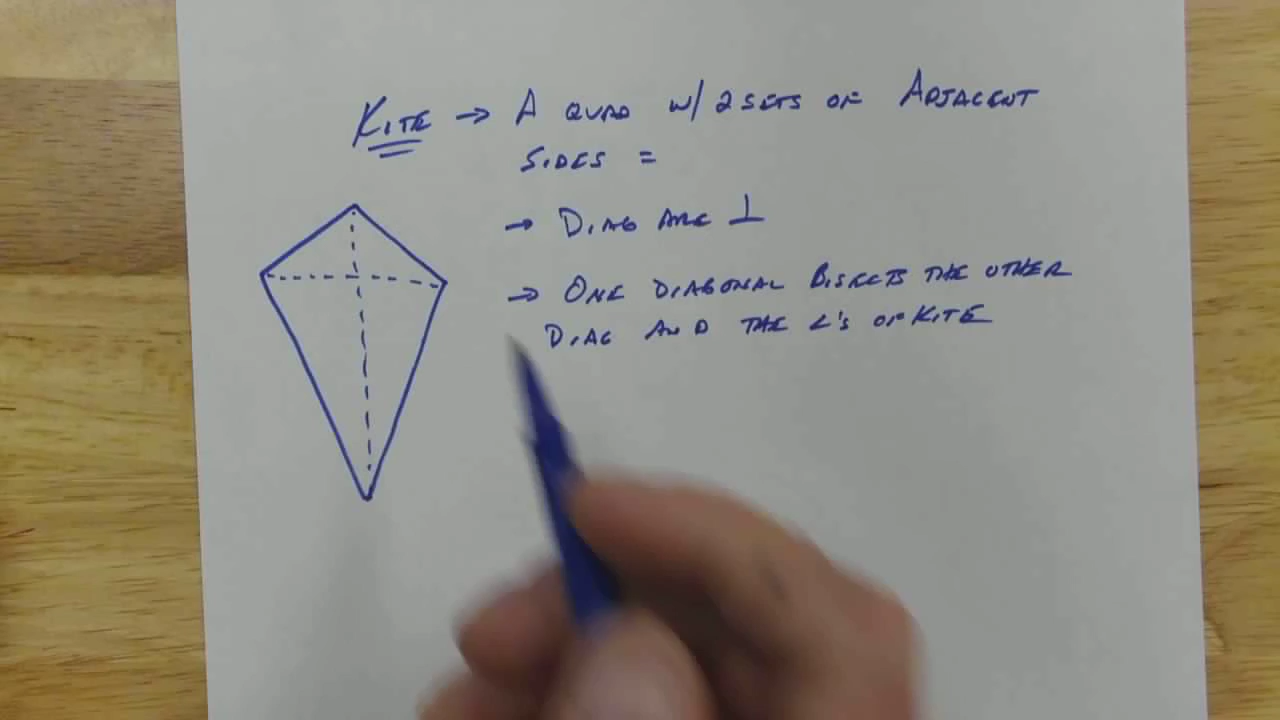 KITE → A QUAD W/ 2 SETS OF ADJACENT
SIDES =
→ DIAG ARE ⊥
→ ONE DIAGONAL BISECTS THE OTHER
DIAG AND THE ∠'S OF KITE